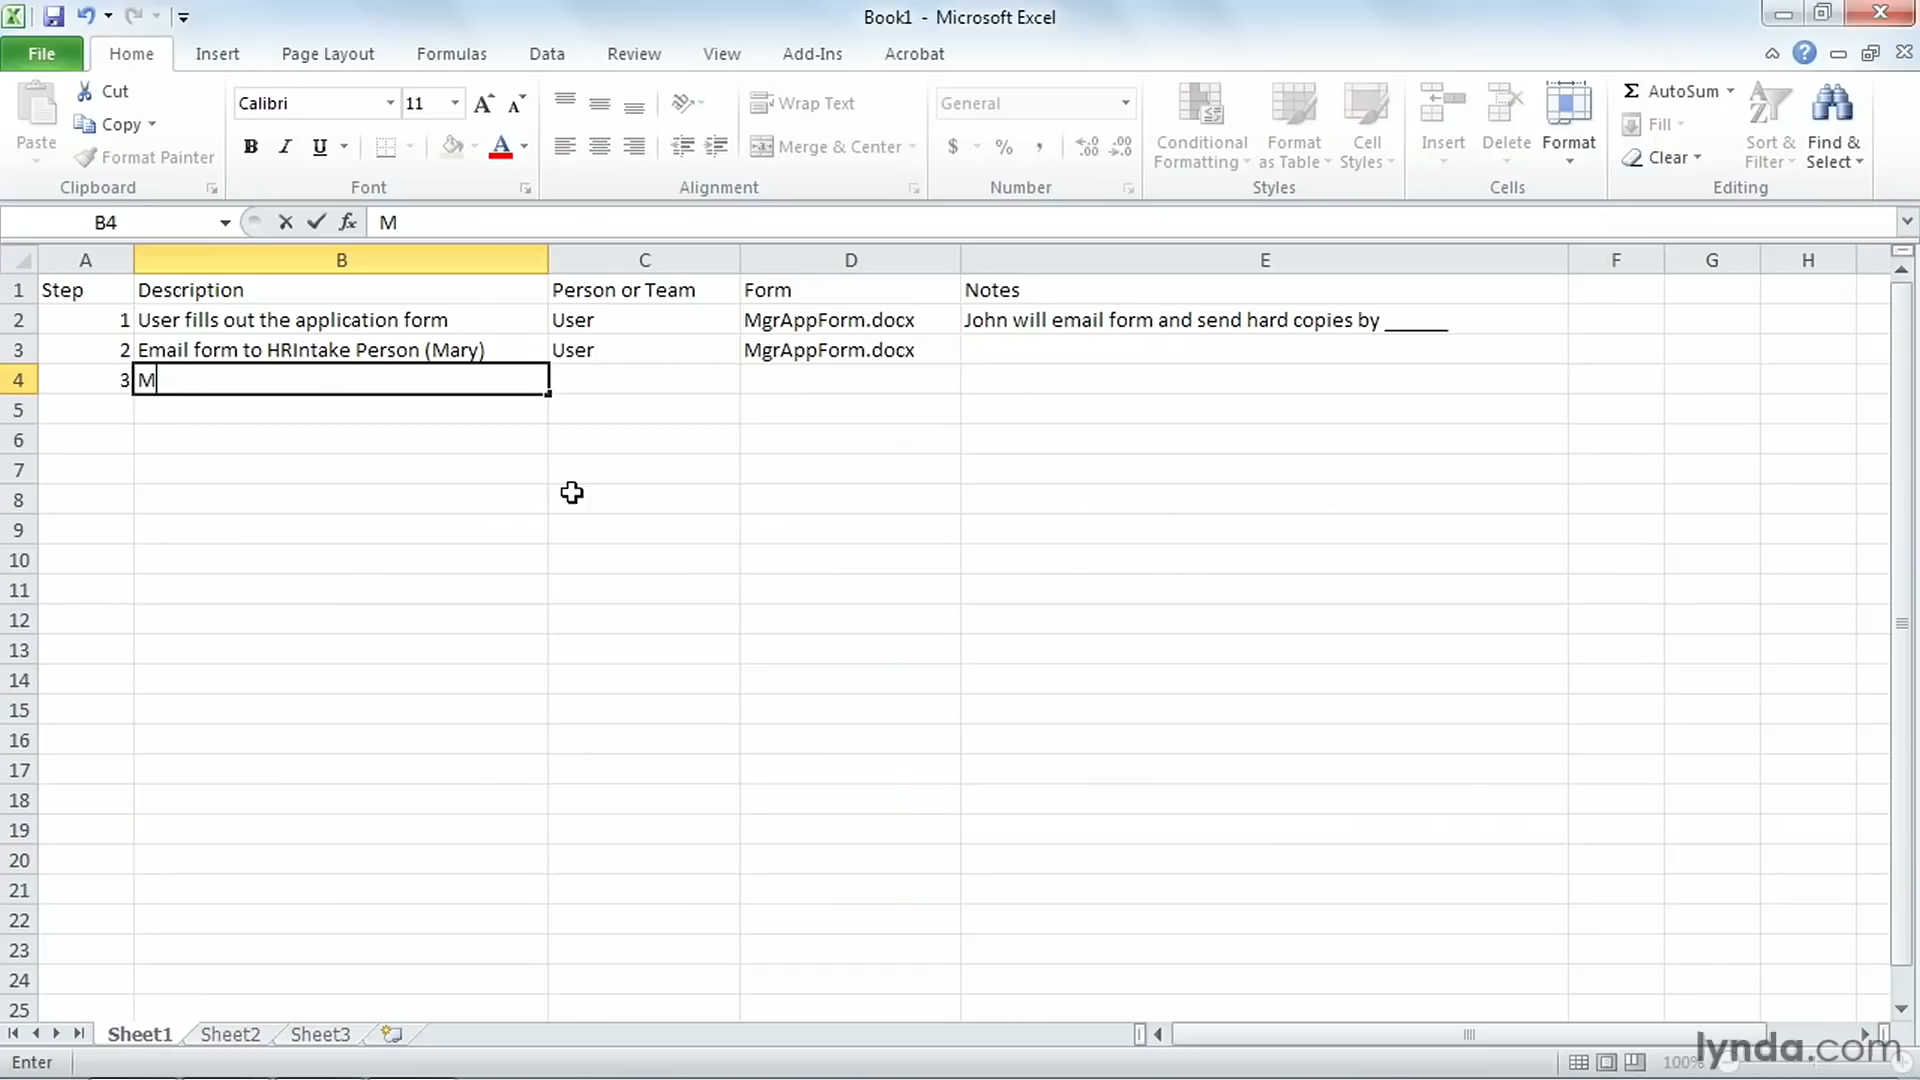 Book1 - Microsoft Excel
File Home Insert Page Layout Formulas Data Review View Add-Ins Acrobat
Paste
Cut
Copy
Format Painter
Clipboard
Calibri 11
B I U A
Font
Wrap Text
Merge & Center
Alignment
General
$ % ,
Number
Conditional Formatting
Format as Table
Cell Styles
Styles
Insert Delete Format
Cells
Σ AutoSum
Fill
Clear
Sort & Filter
Find & Select
Editing
B4 fx M
A B C D E F G H
1 Step Description Person or Team Form Notes
2 1 User fills out the application form User MgrAppForm.docx John will email form and send hard copies by ______
3 2 Email form to HRIntake Person (Mary) User MgrAppForm.docx
4 3 M
5
6
7
8
9
10
11
12
13
14
15
16
17
18
19
20
21
22
23
24
25
Sheet1 Sheet2 Sheet3
Enter 100%
lynda.com